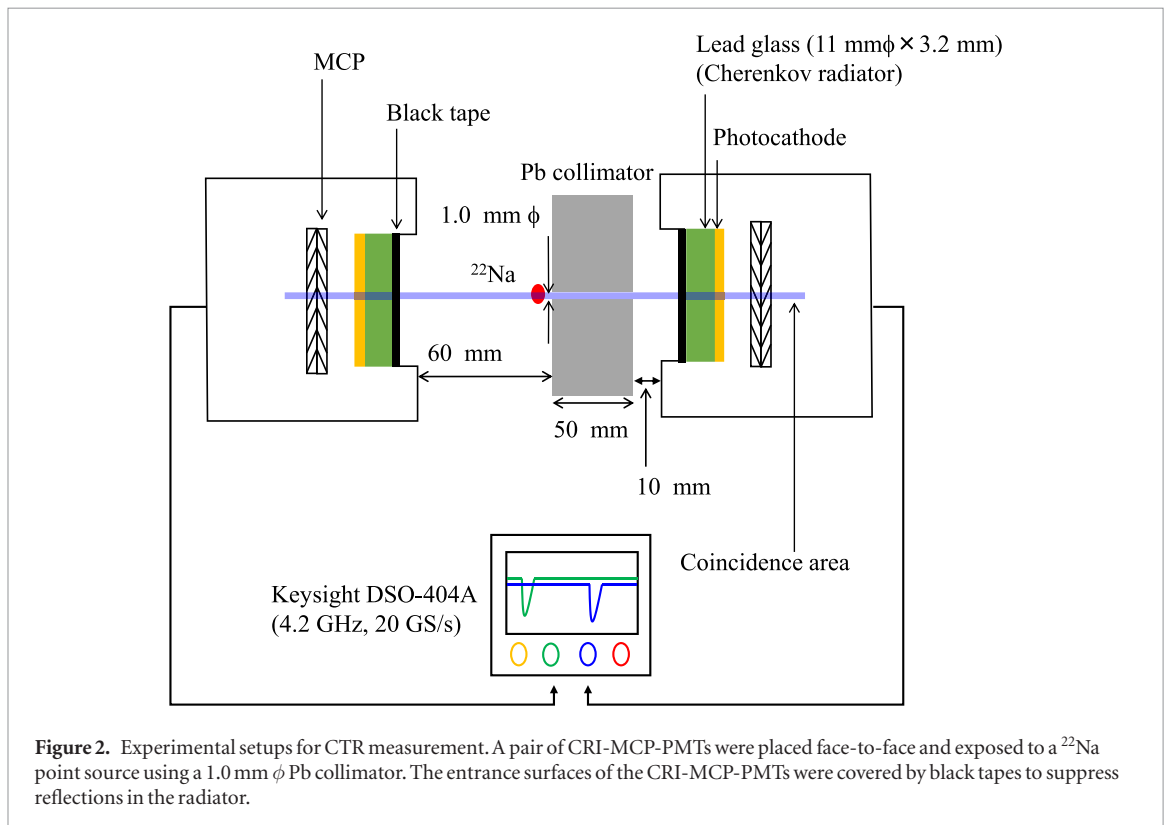 Lead glass (11 mmϕ × 3.2 mm)
(Cherenkov radiator)
MCP
Black tape
Photocathode
Pb collimator
1.0 mm ϕ
²²Na
60 mm
50 mm
10 mm
Coincidence area
Keysight DSO-404A
(4.2 GHz, 20 GS/s)
Figure 2. Experimental setups for CTR measurement. A pair of CRI-MCP-PMTs were placed face-to-face and exposed to a ²²Na
point source using a 1.0 mm ϕ Pb collimator. The entrance surfaces of the CRI-MCP-PMTs were covered by black tapes to suppress
reflections in the radiator.